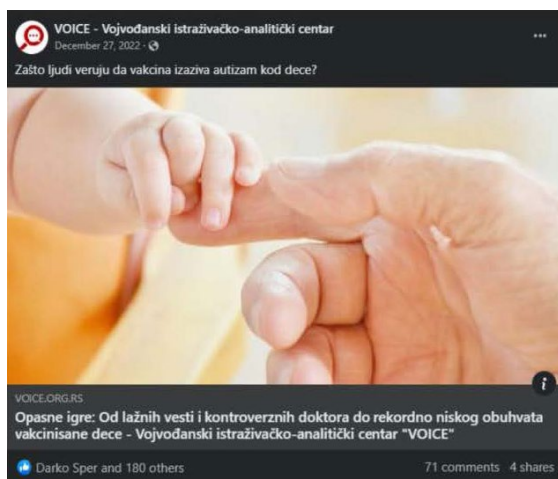 VOICE - Vojvođanski istraživačko-analitički centar
December 27, 2022 ·
Zašto ljudi veruju da vakcina izaziva autizam kod dece?
i
VOICE.ORG.RS
Opasne igre: Od lažnih vesti i kontroverznih doktora do rekordno niskog obuhvata
vakcinisane dece - Vojvođanski istraživačko-analitički centar "VOICE"
Darko Sper and 180 others
71 comments 4 shares